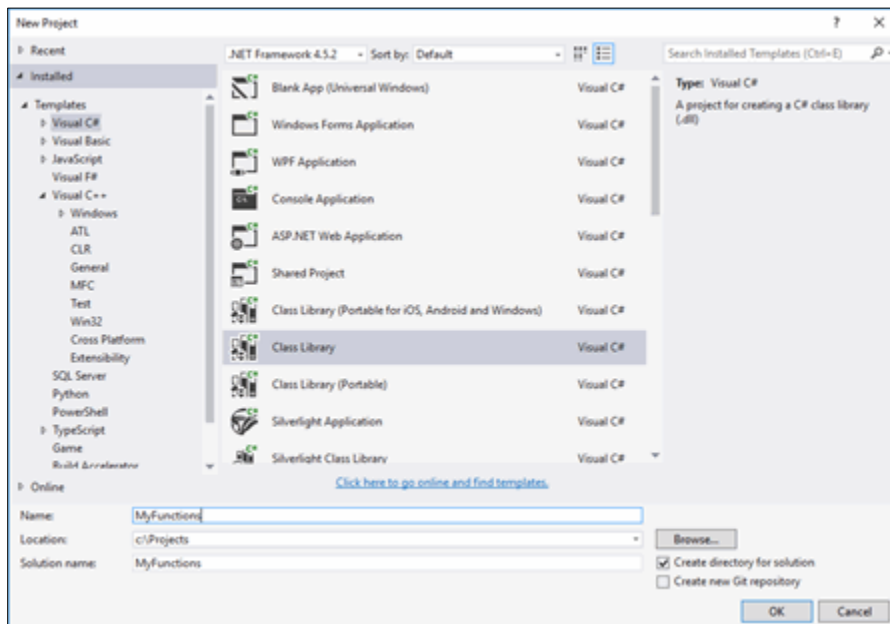 New Project
Recent
.NET Framework 4.5.2 Sort by: Default
Search Installed Templates (Ctrl+E)
Installed
Templates
Visual C#
Visual Basic
JavaScript
Visual F#
Visual C++
Windows
ATL
CLR
General
MFC
Test
Win32
Cross Platform
Extensibility
SQL Server
Python
PowerShell
TypeScript
Game
Build Accelerator
Online
Blank App (Universal Windows) Visual C#
Windows Forms Application Visual C#
WPF Application Visual C#
Console Application Visual C#
ASP.NET Web Application Visual C#
Shared Project Visual C#
Class Library (Portable for iOS, Android and Windows) Visual C#
Class Library Visual C#
Class Library (Portable) Visual C#
Silverlight Application Visual C#
Silverlight Class Library Visual C#
Click here to go online and find templates.
Type: Visual C#
A project for creating a C# class library
(.dll)
Name: MyFunctions
Location: c:\Projects
Browse...
Solution name: MyFunctions
Create directory for solution
Create new Git repository
OK Cancel